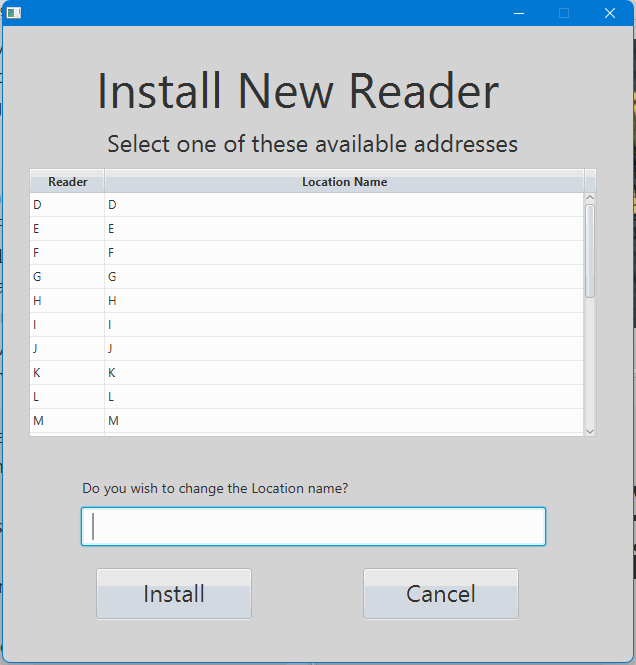 Install New Reader
Select one of these available addresses
Reader Location Name
D D
E E
F F
G G
H H
I I
J J
K K
L L
M M
Do you wish to change the Location name?
Install Cancel